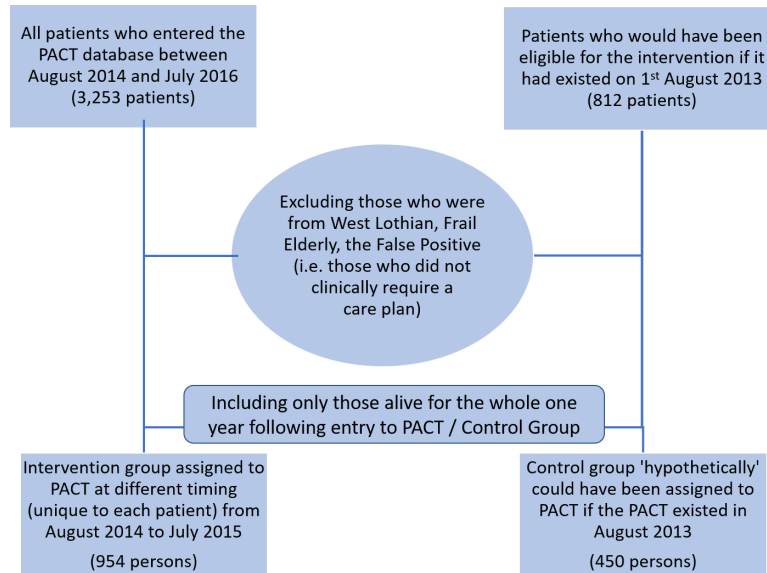 All patients who entered the
PACT database between
August 2014 and July 2016
(3,253 patients)
Patients who would have been
eligible for the intervention if it
had existed on 1st August 2013
(812 patients)
Excluding those who were
from West Lothian, Frail
Elderly, the False Positive
(i.e. those who did not
clinically require a
care plan)
Including only those alive for the whole one
year following entry to PACT / Control Group
Intervention group assigned to
PACT at different timing
(unique to each patient) from
August 2014 to July 2015
(954 persons)
Control group 'hypothetically'
could have been assigned to
PACT if the PACT existed in
August 2013
(450 persons)